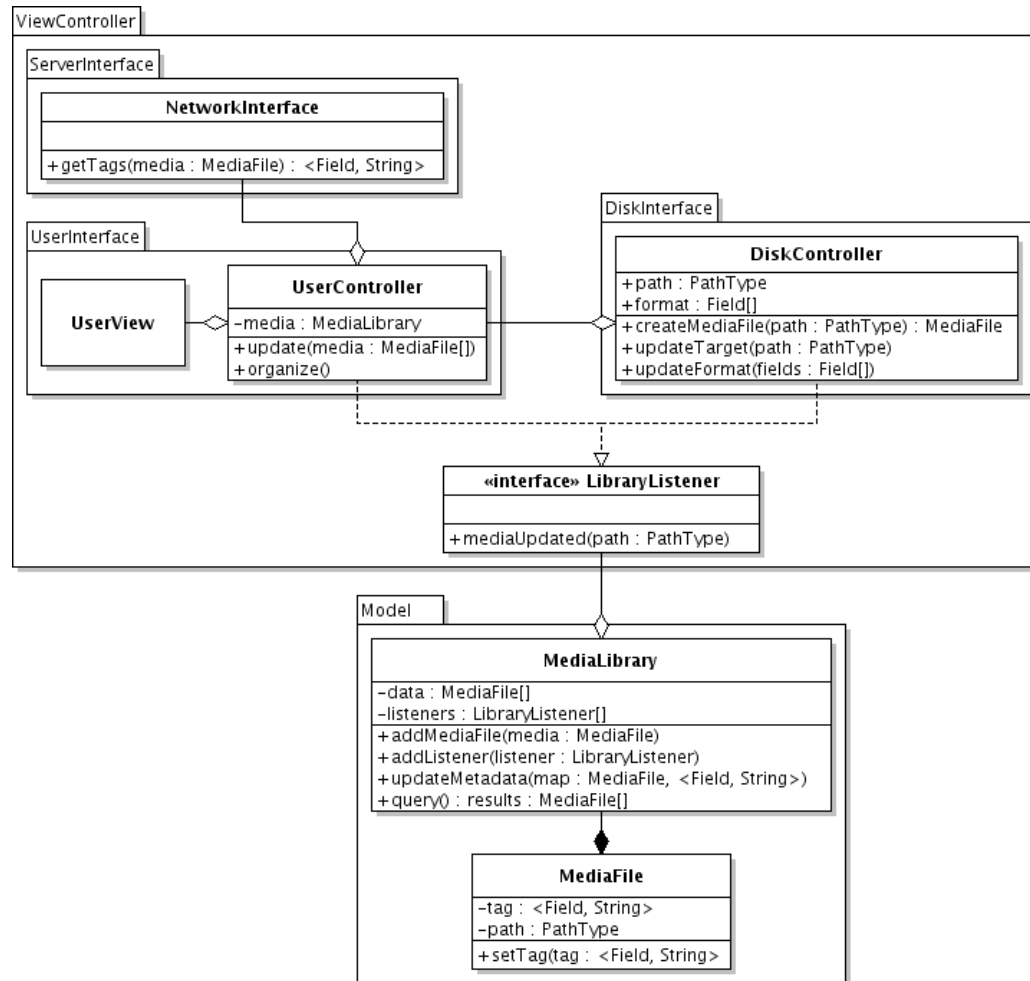 ViewController
ServerInterface
NetworkInterface
+getTags(media : MediaFile) : <Field, String>
DiskInterface
UserInterface
DiskController
+path : PathType
+format : Field[]
+createMediaFile(path : PathType) : MediaFile
+updateTarget(path : PathType)
+updateFormat(fields : Field[])
UserView
UserController
-media : MediaLibrary
+update(media : MediaFile[])
+organize()
«interface» LibraryListener
+mediaUpdated(path : PathType)
Model
MediaLibrary
-data : MediaFile[]
-listeners : LibraryListener[]
+addMediaFile(media : MediaFile)
+addListener(listener : LibraryListener)
+updateMetadata(map : MediaFile, <Field, String>)
+query() : results : MediaFile[]
MediaFile
-tag : <Field, String>
-path : PathType
+setTag(tag : <Field, String>